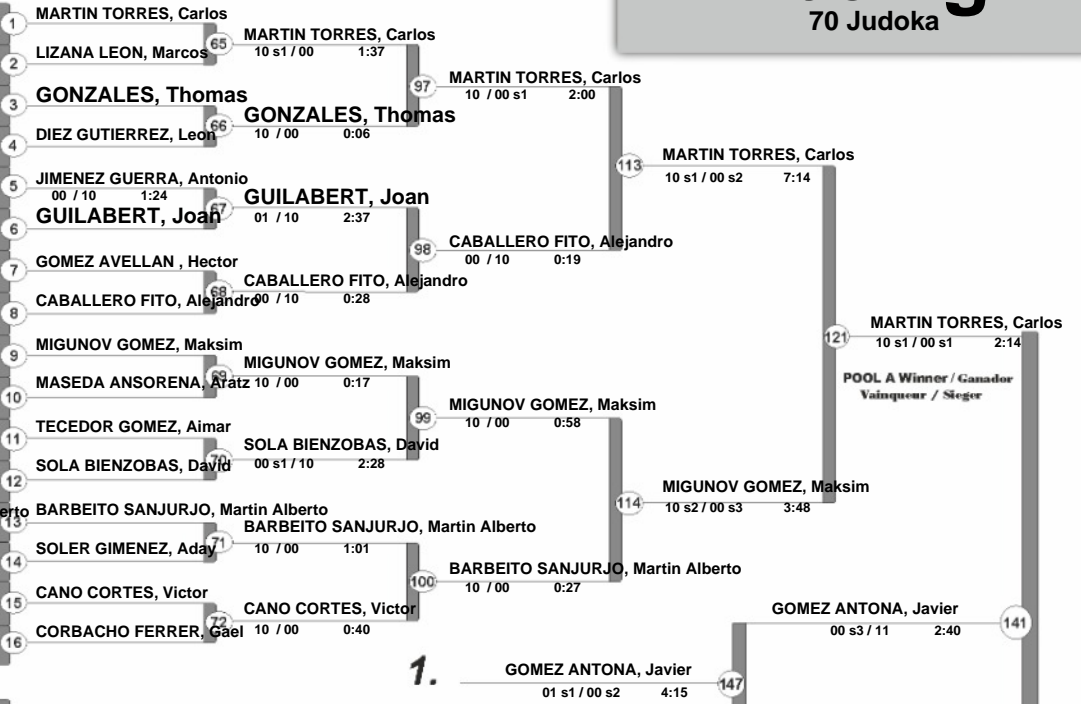 70 Judoka
1 MARTIN TORRES, Carlos
2 LIZANA LEON, Marcos
65 MARTIN TORRES, Carlos
10 s1 / 00 1:37
3 GONZALES, Thomas
4 DIEZ GUTIERREZ, Leon
66 GONZALES, Thomas
10 / 00 0:06
97 MARTIN TORRES, Carlos
10 / 00 s1 2:00
5 JIMENEZ GUERRA, Antonio
00 / 10 1:24
6 GUILABERT, Joan
67 GUILABERT, Joan
01 / 10 2:37
7 GOMEZ AVELLAN , Hector
8 CABALLERO FITO, Alejandro
68 CABALLERO FITO, Alejandro
00 / 10 0:28
98 CABALLERO FITO, Alejandro
00 / 10 0:19
113 MARTIN TORRES, Carlos
10 s1 / 00 s2 7:14
9 MIGUNOV GOMEZ, Maksim
10 MASEDA ANSORENA, Aratz
69 MIGUNOV GOMEZ, Maksim
10 / 00 0:17
11 TECEDOR GOMEZ, Aimar
12 SOLA BIENZOBAS, David
70 SOLA BIENZOBAS, David
00 s1 / 10 2:28
99 MIGUNOV GOMEZ, Maksim
10 / 00 0:58
erto
13 BARBEITO SANJURJO, Martin Alberto
14 SOLER GIMENEZ, Aday
71 BARBEITO SANJURJO, Martin Alberto
10 / 00 1:01
15 CANO CORTES, Victor
16 CORBACHO FERRER, Gael
72 CANO CORTES, Victor
10 / 00 0:40
100 BARBEITO SANJURJO, Martin Alberto
10 / 00 0:27
114 MIGUNOV GOMEZ, Maksim
10 s2 / 00 s3 3:48
121 MARTIN TORRES, Carlos
10 s1 / 00 s1 2:14
POOL A Winner / Ganador
Vainqueur / Sieger
GOMEZ ANTONA, Javier 141
00 s3 / 11 2:40
1. GOMEZ ANTONA, Javier 147
01 s1 / 00 s2 4:15